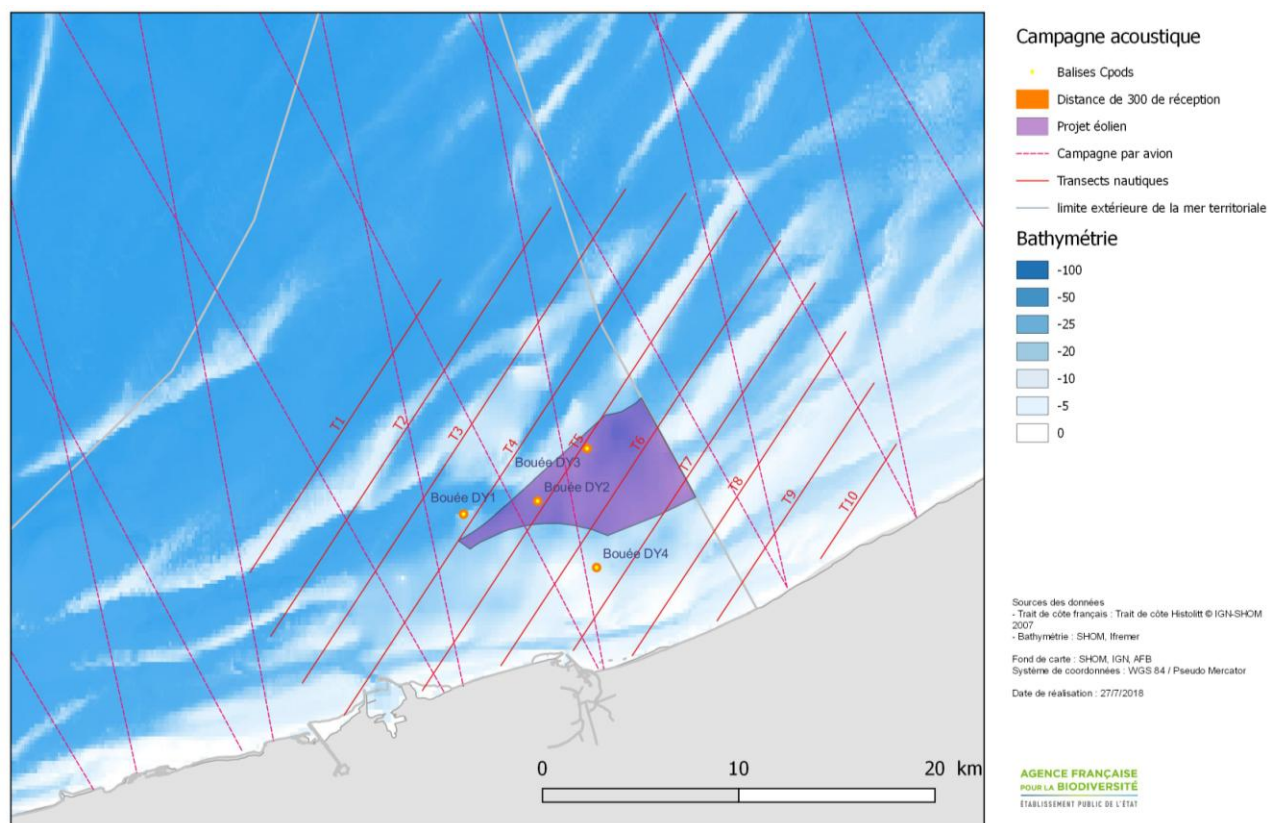 T1
T2
T3
T4
T5
T6
T7
T8
T9
T10
Bouée DY3
Bouée DY1
Bouée DY2
Bouée DY4
0
10
20
km
Campagne acoustique
Balises Cpods
Distance de 300 de réception
Projet éolien
Campagne par avion
Transects nautiques
limite extérieure de la mer territoriale
Bathymétrie
-100
-50
-25
-20
-10
-5
0
Sources des données
- Trait de côte français : Trait de côte Histolitt © IGN-SHOM
2007
- Bathymétrie : SHOM, Ifremer
Fond de carte : SHOM, IGN, AFB
Système de coordonnées : WGS 84 / Pseudo Mercator
Date de réalisation : 27/7/2018
AGENCE FRANÇAISE
POUR LA BIODIVERSITÉ
ÉTABLISSEMENT PUBLIC DE L'ÉTAT